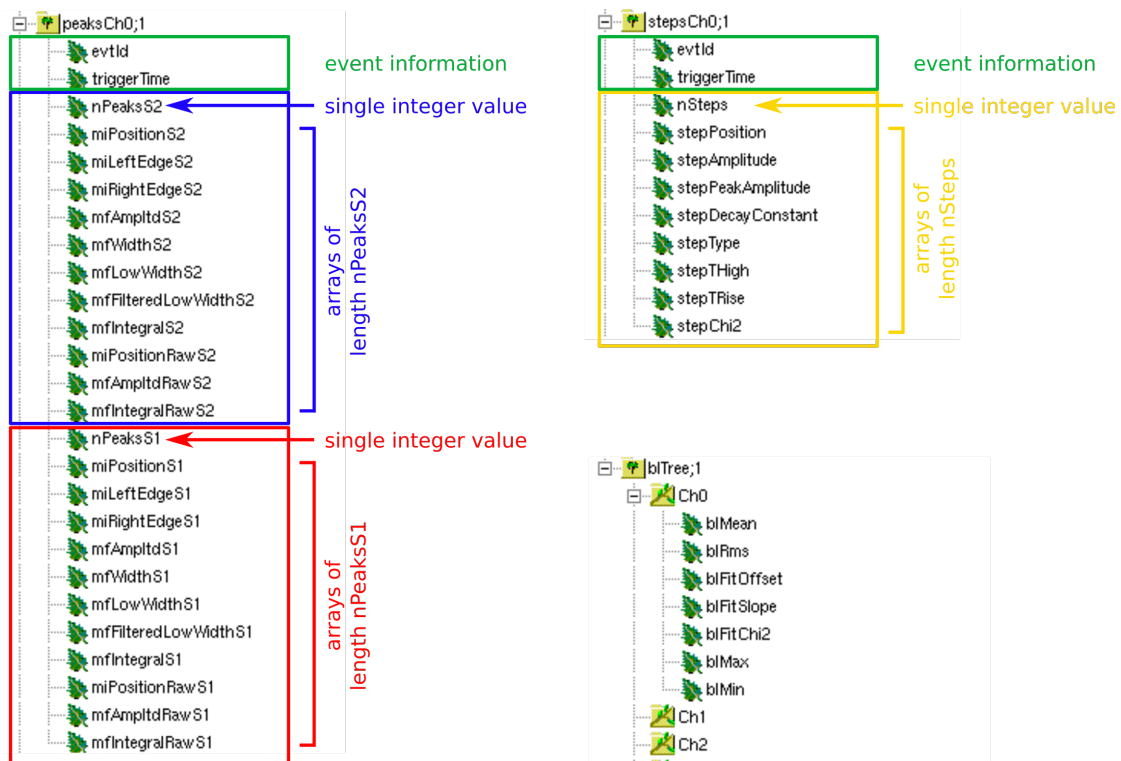 peaksCh0;1
evtId
triggerTime
event information
nPeaksS2
single integer value
miPositionS2
miLeftEdgeS2
miRightEdgeS2
mfAmpltdS2
mfWidthS2
mfLowWidthS2
mfFilteredLowWidthS2
mfIntegralS2
miPositionRawS2
mfAmpltdRawS2
mfIntegralRawS2
arrays of
length nPeaksS2
nPeaksS1
single integer value
miPositionS1
miLeftEdgeS1
miRightEdgeS1
mfAmpltdS1
mfWidthS1
mfLowWidthS1
mfFilteredLowWidthS1
mfIntegralS1
miPositionRawS1
mfAmpltdRawS1
mfIntegralRawS1
arrays of
length nPeaksS1
stepsCh0;1
evtId
triggerTime
event information
nSteps
single integer value
stepPosition
stepAmplitude
stepPeakAmplitude
stepDecayConstant
stepType
stepTHigh
stepTRise
stepChi2
arrays of
length nSteps
blTree;1
Ch0
blMean
blRms
blFitOffset
blFitSlope
blFitChi2
blMax
blMin
Ch1
Ch2